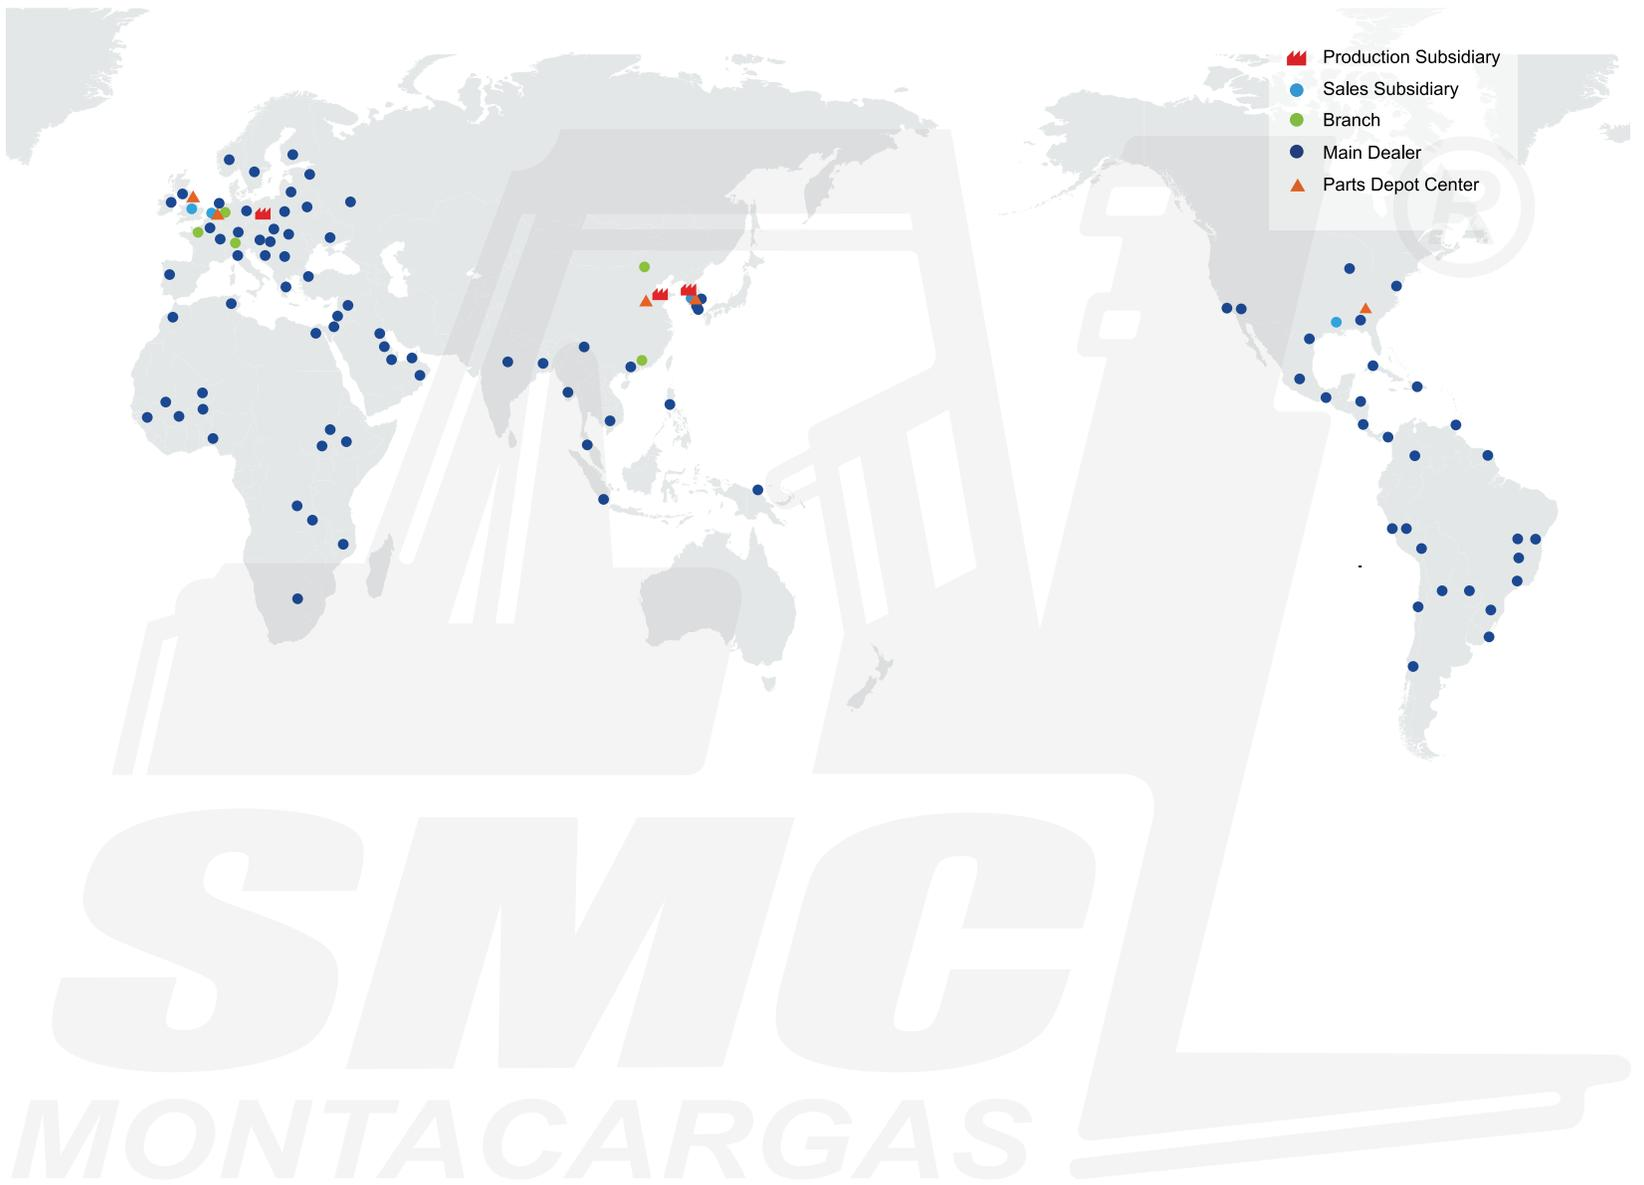 Production Subsidiary
Sales Subsidiary
Branch
Main Dealer
Parts Depot Center
®
SMC
MONTACARGAS